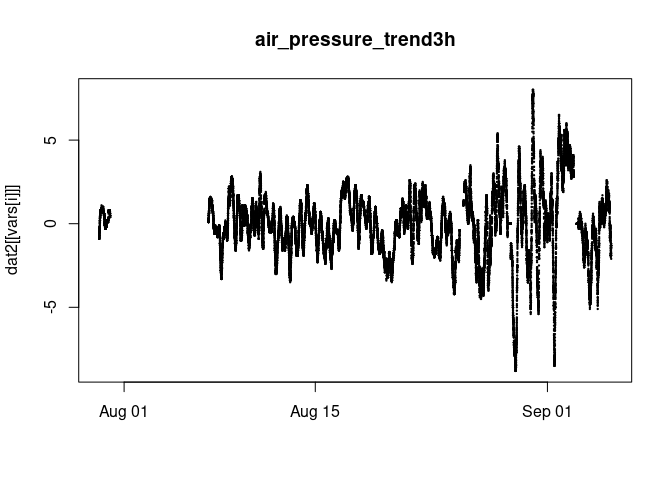 air_pressure_trend3h
dat2[[vars[i]]]
5
0
-5
Aug 01
Aug 15
Sep 01